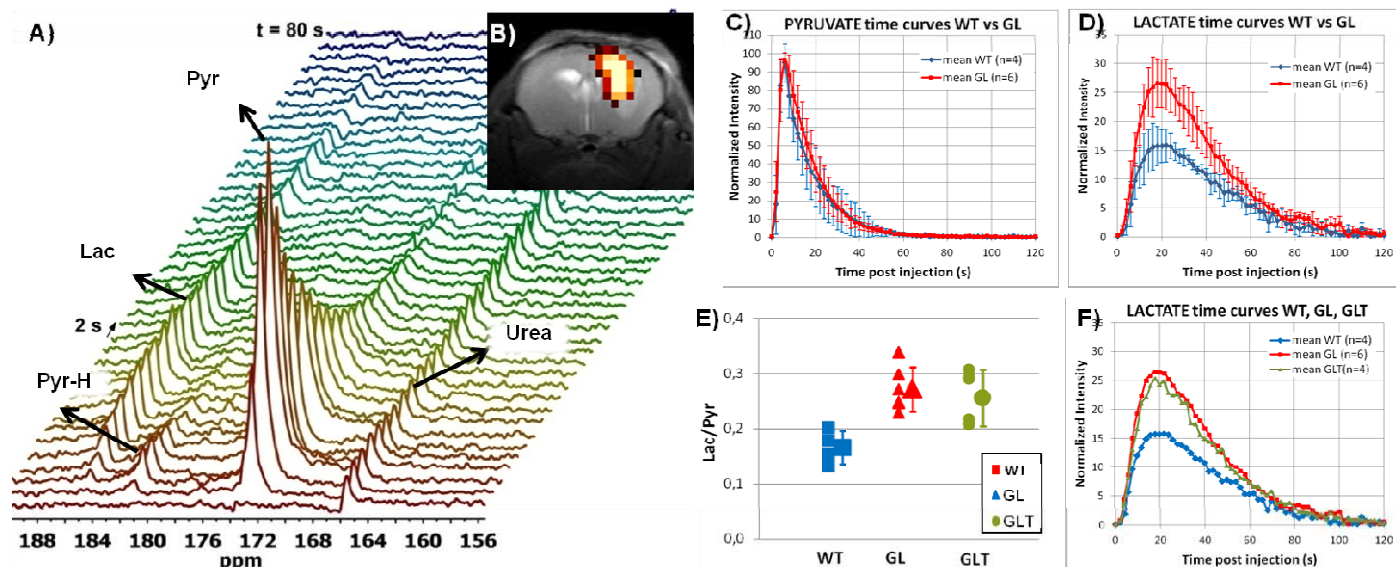 A)
t = 80 s
Pyr
Lac
2 s
Pyr-H
Urea
188 184 180 176 172 168 164 160 156
ppm
B)
C)
PYRUVATE time curves WT vs GL
Normalized Intensity
110
100
90
80
70
60
50
40
30
20
10
0
mean WT (n=4)
mean GL (n=6)
0 20 40 60 80 100 120
Time post injection (s)
D)
LACTATE time curves WT vs GL
Normalized Intensity
35
30
25
20
15
10
5
0
mean WT (n=4)
mean GL (n=6)
0 20 40 60 80 100 120
Time post injection (s)
E)
Lac/Pyr
0,4
0,3
0,2
0,1
0,0
WT
GL
GLT
WT GL GLT
F)
LACTATE time curves WT, GL, GLT
Normalized Intensity
35
30
25
20
15
10
5
0
mean WT (n=4)
mean GL (n=6)
mean GLT(n=4)
0 20 40 60 80 100 120
Time post injection (s)